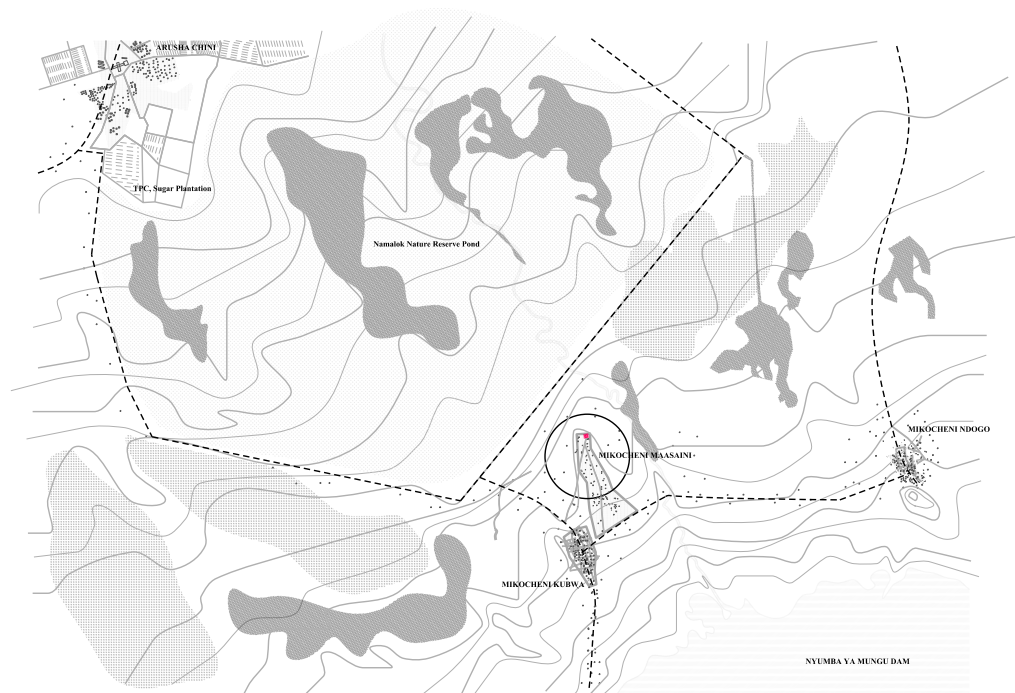 ARUSHA CHINI
TPC, Sugar Plantation
Namalok Nature Reserve Pond
MIKOCHENI NDOGO
MIKOCHENI MAASAINI
MIKOCHENI KUBWA
NYUMBA YA MUNGU DAM